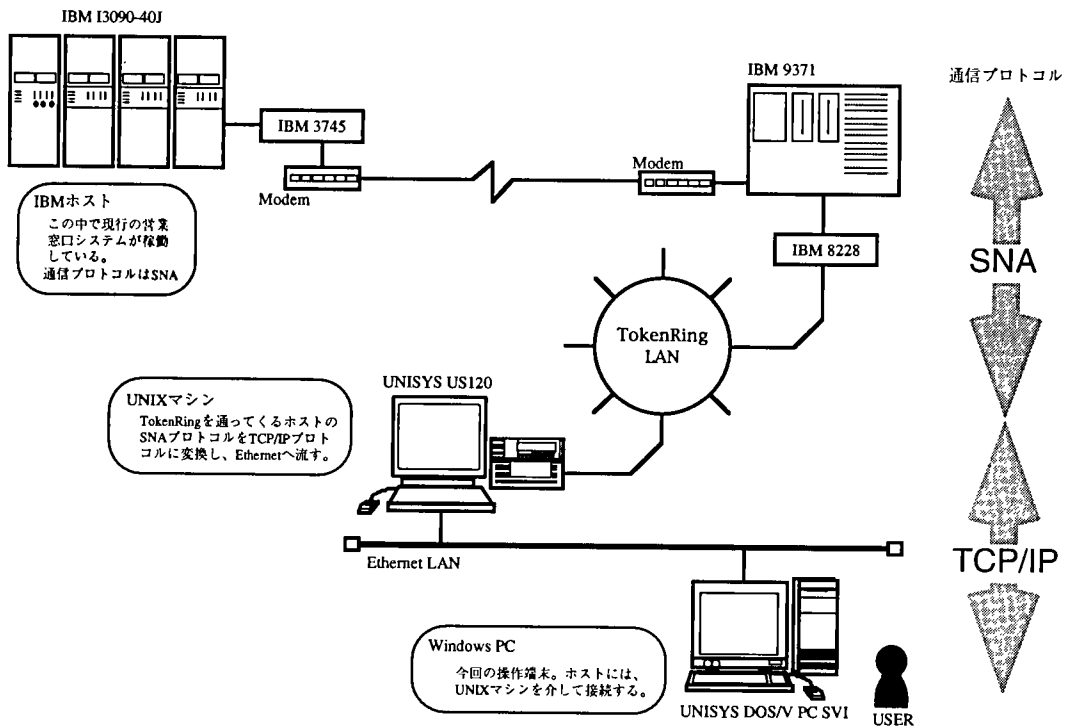 IBM I3090-40J
IBM 3745
Modem
Modem
IBM 9371
通信プロトコル
IBMホスト
この中で現行の営業
窓口システムが稼働
している。
通信プロトコルはSNA
IBM 8228
SNA
TokenRing
LAN
UNISYS US120
UNIXマシン
TokenRingを通ってくるホストの
SNAプロトコルをTCP/IPプロト
コルに変換し、Ethernetへ流す。
Ethernet LAN
TCP/IP
Windows PC
今回の操作端末。ホストには、
UNIXマシンを介して接続する。
UNISYS DOS/V PC SVI
USER